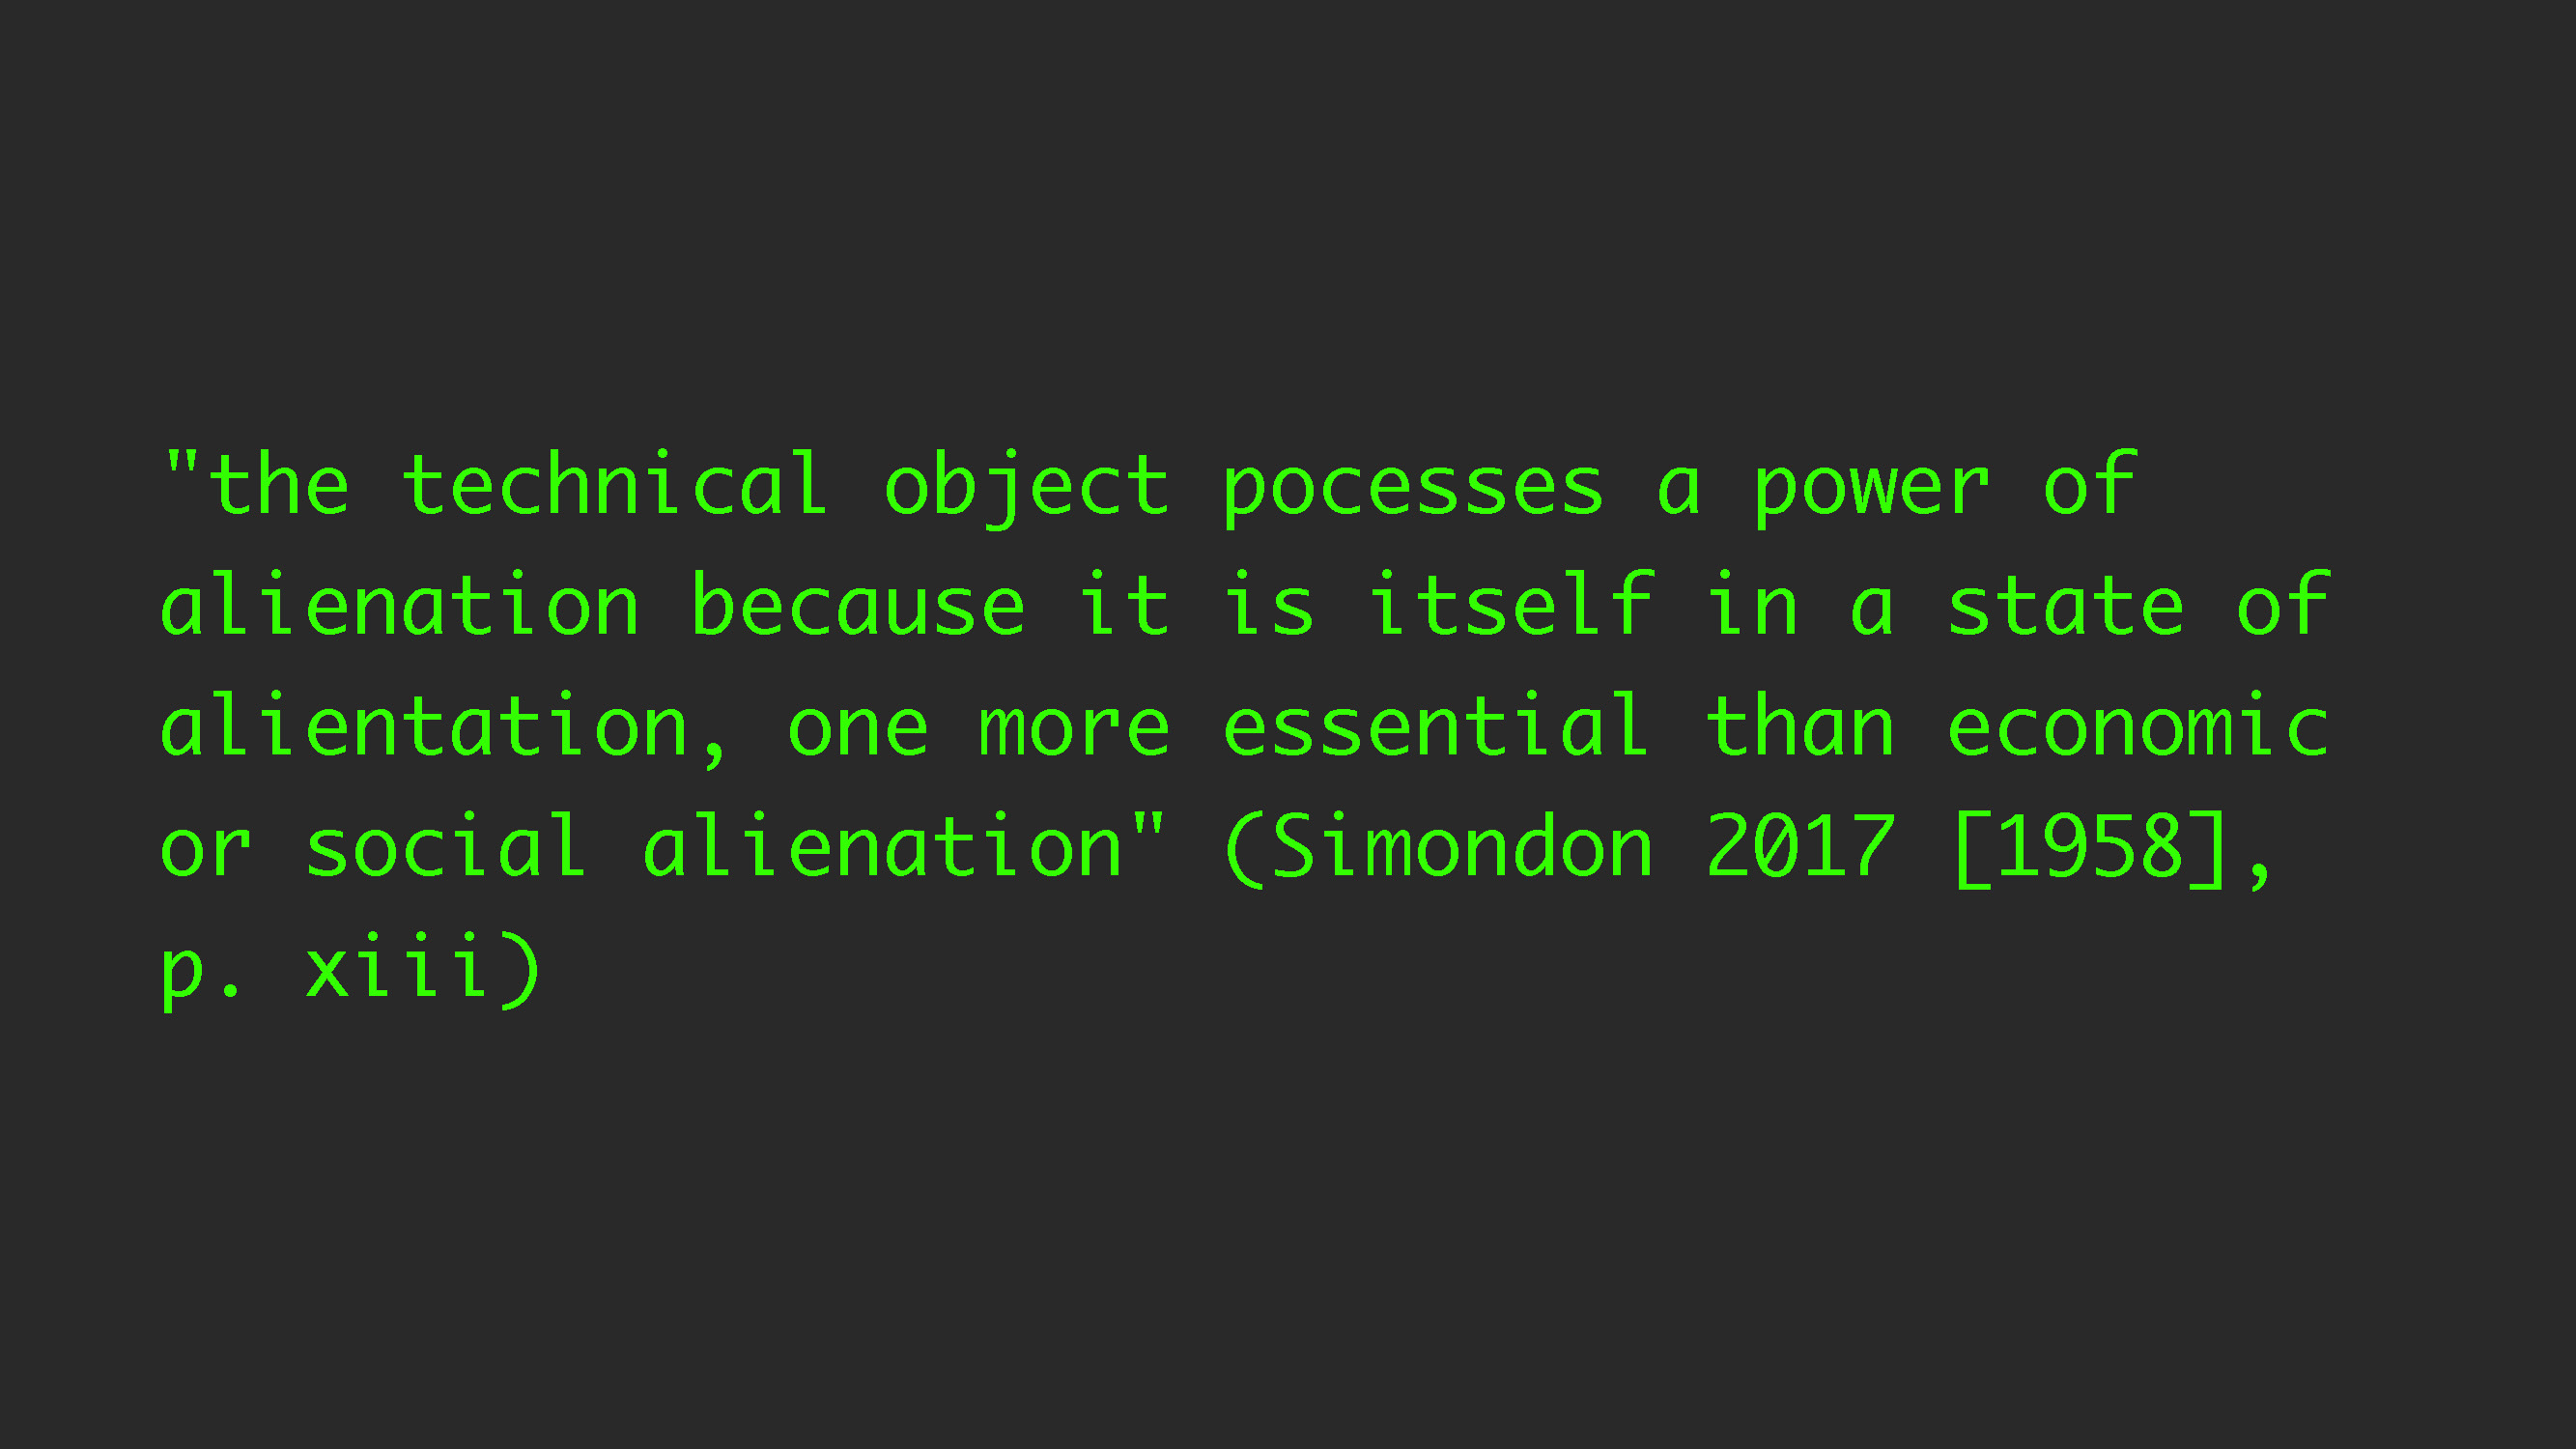 "the technical object pocesses a power of
alienation because it is itself in a state of
alientation, one more essential than economic
or social alienation" (Simondon 2017 [1958],
p. xiii)